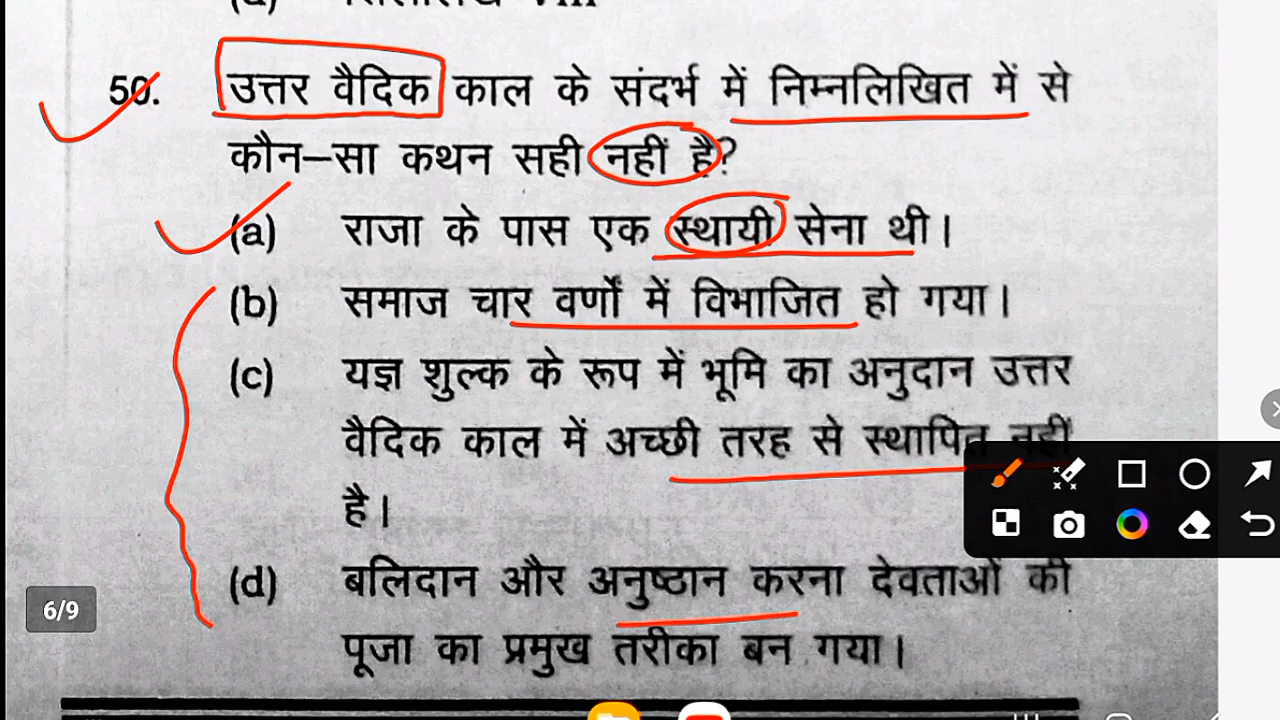 50. उत्तर वैदिक काल के संदर्भ में निम्नलिखित में से
कौन–सा कथन सही नहीं है?
(a) राजा के पास एक स्थायी सेना थी।
(b) समाज चार वर्णों में विभाजित हो गया।
(c) यज्ञ शुल्क के रूप में भूमि का अनुदान उत्तर
वैदिक काल में अच्छी तरह से स्थापित नहीं
है।
(d) बलिदान और अनुष्ठान करना देवताओं की
6/9
पूजा का प्रमुख तरीका बन गया।